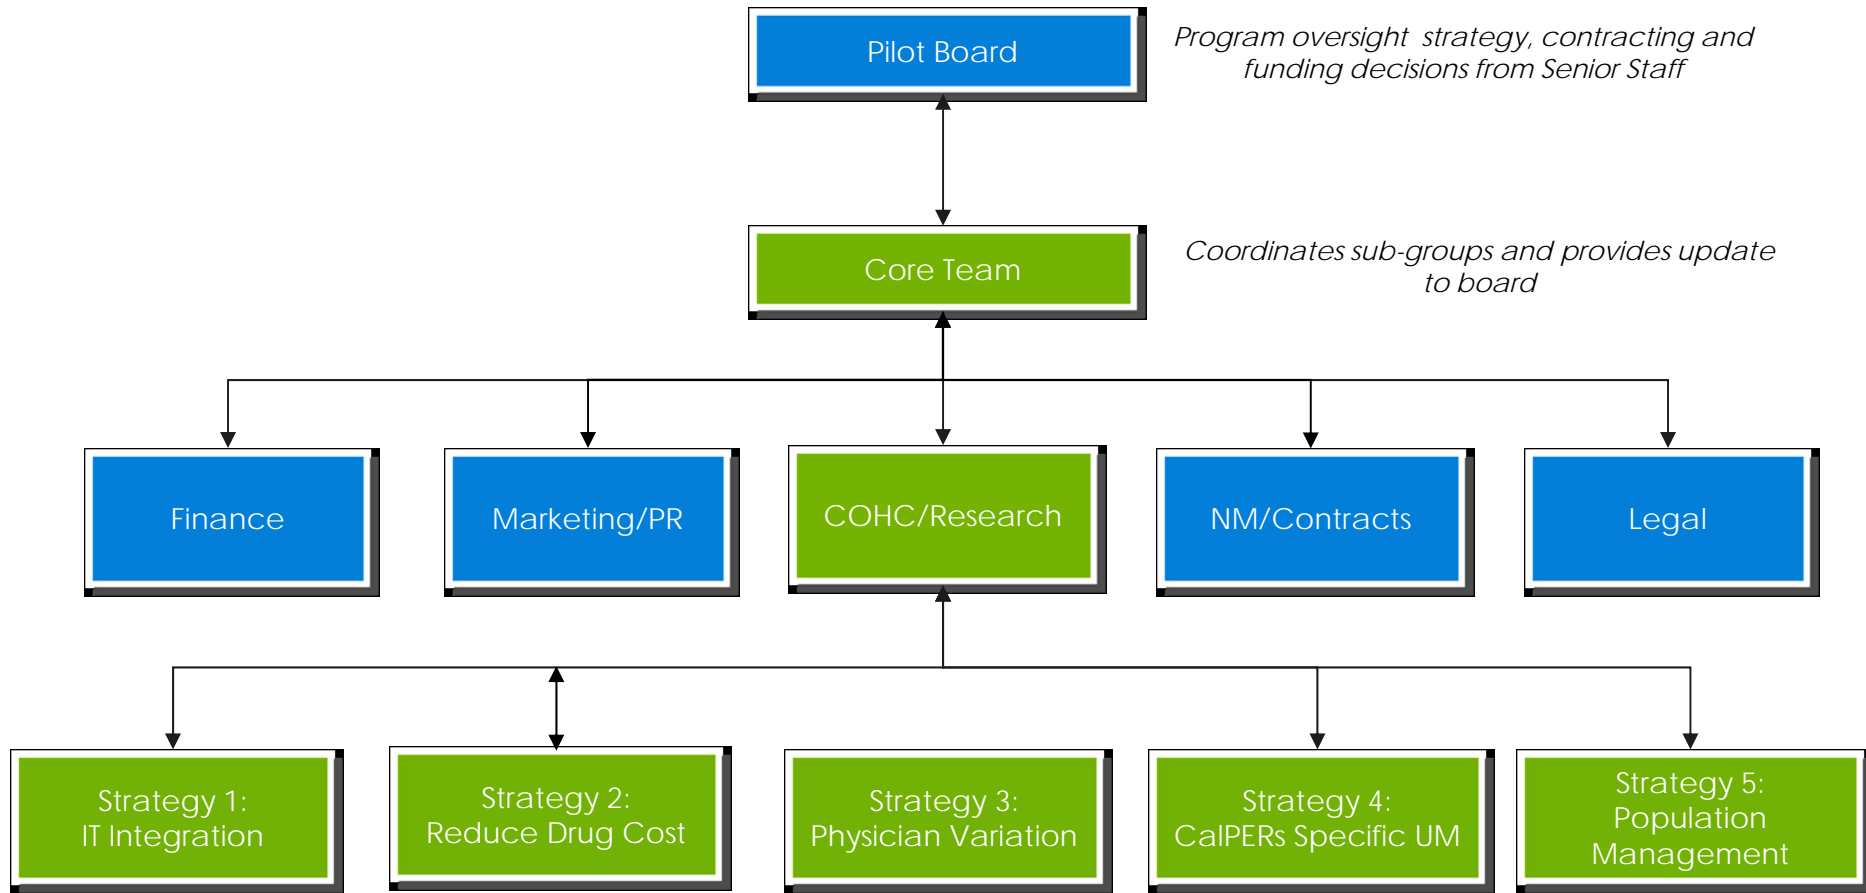 Pilot Board
Program oversight strategy, contracting and
funding decisions from Senior Staff
Core Team
Coordinates sub-groups and provides update
to board
Finance
Marketing/PR
COHC/Research
NM/Contracts
Legal
Strategy 1:
IT Integration
Strategy 2:
Reduce Drug Cost
Strategy 3:
Physician Variation
Strategy 4:
CalPERs Specific UM
Strategy 5:
Population
Management